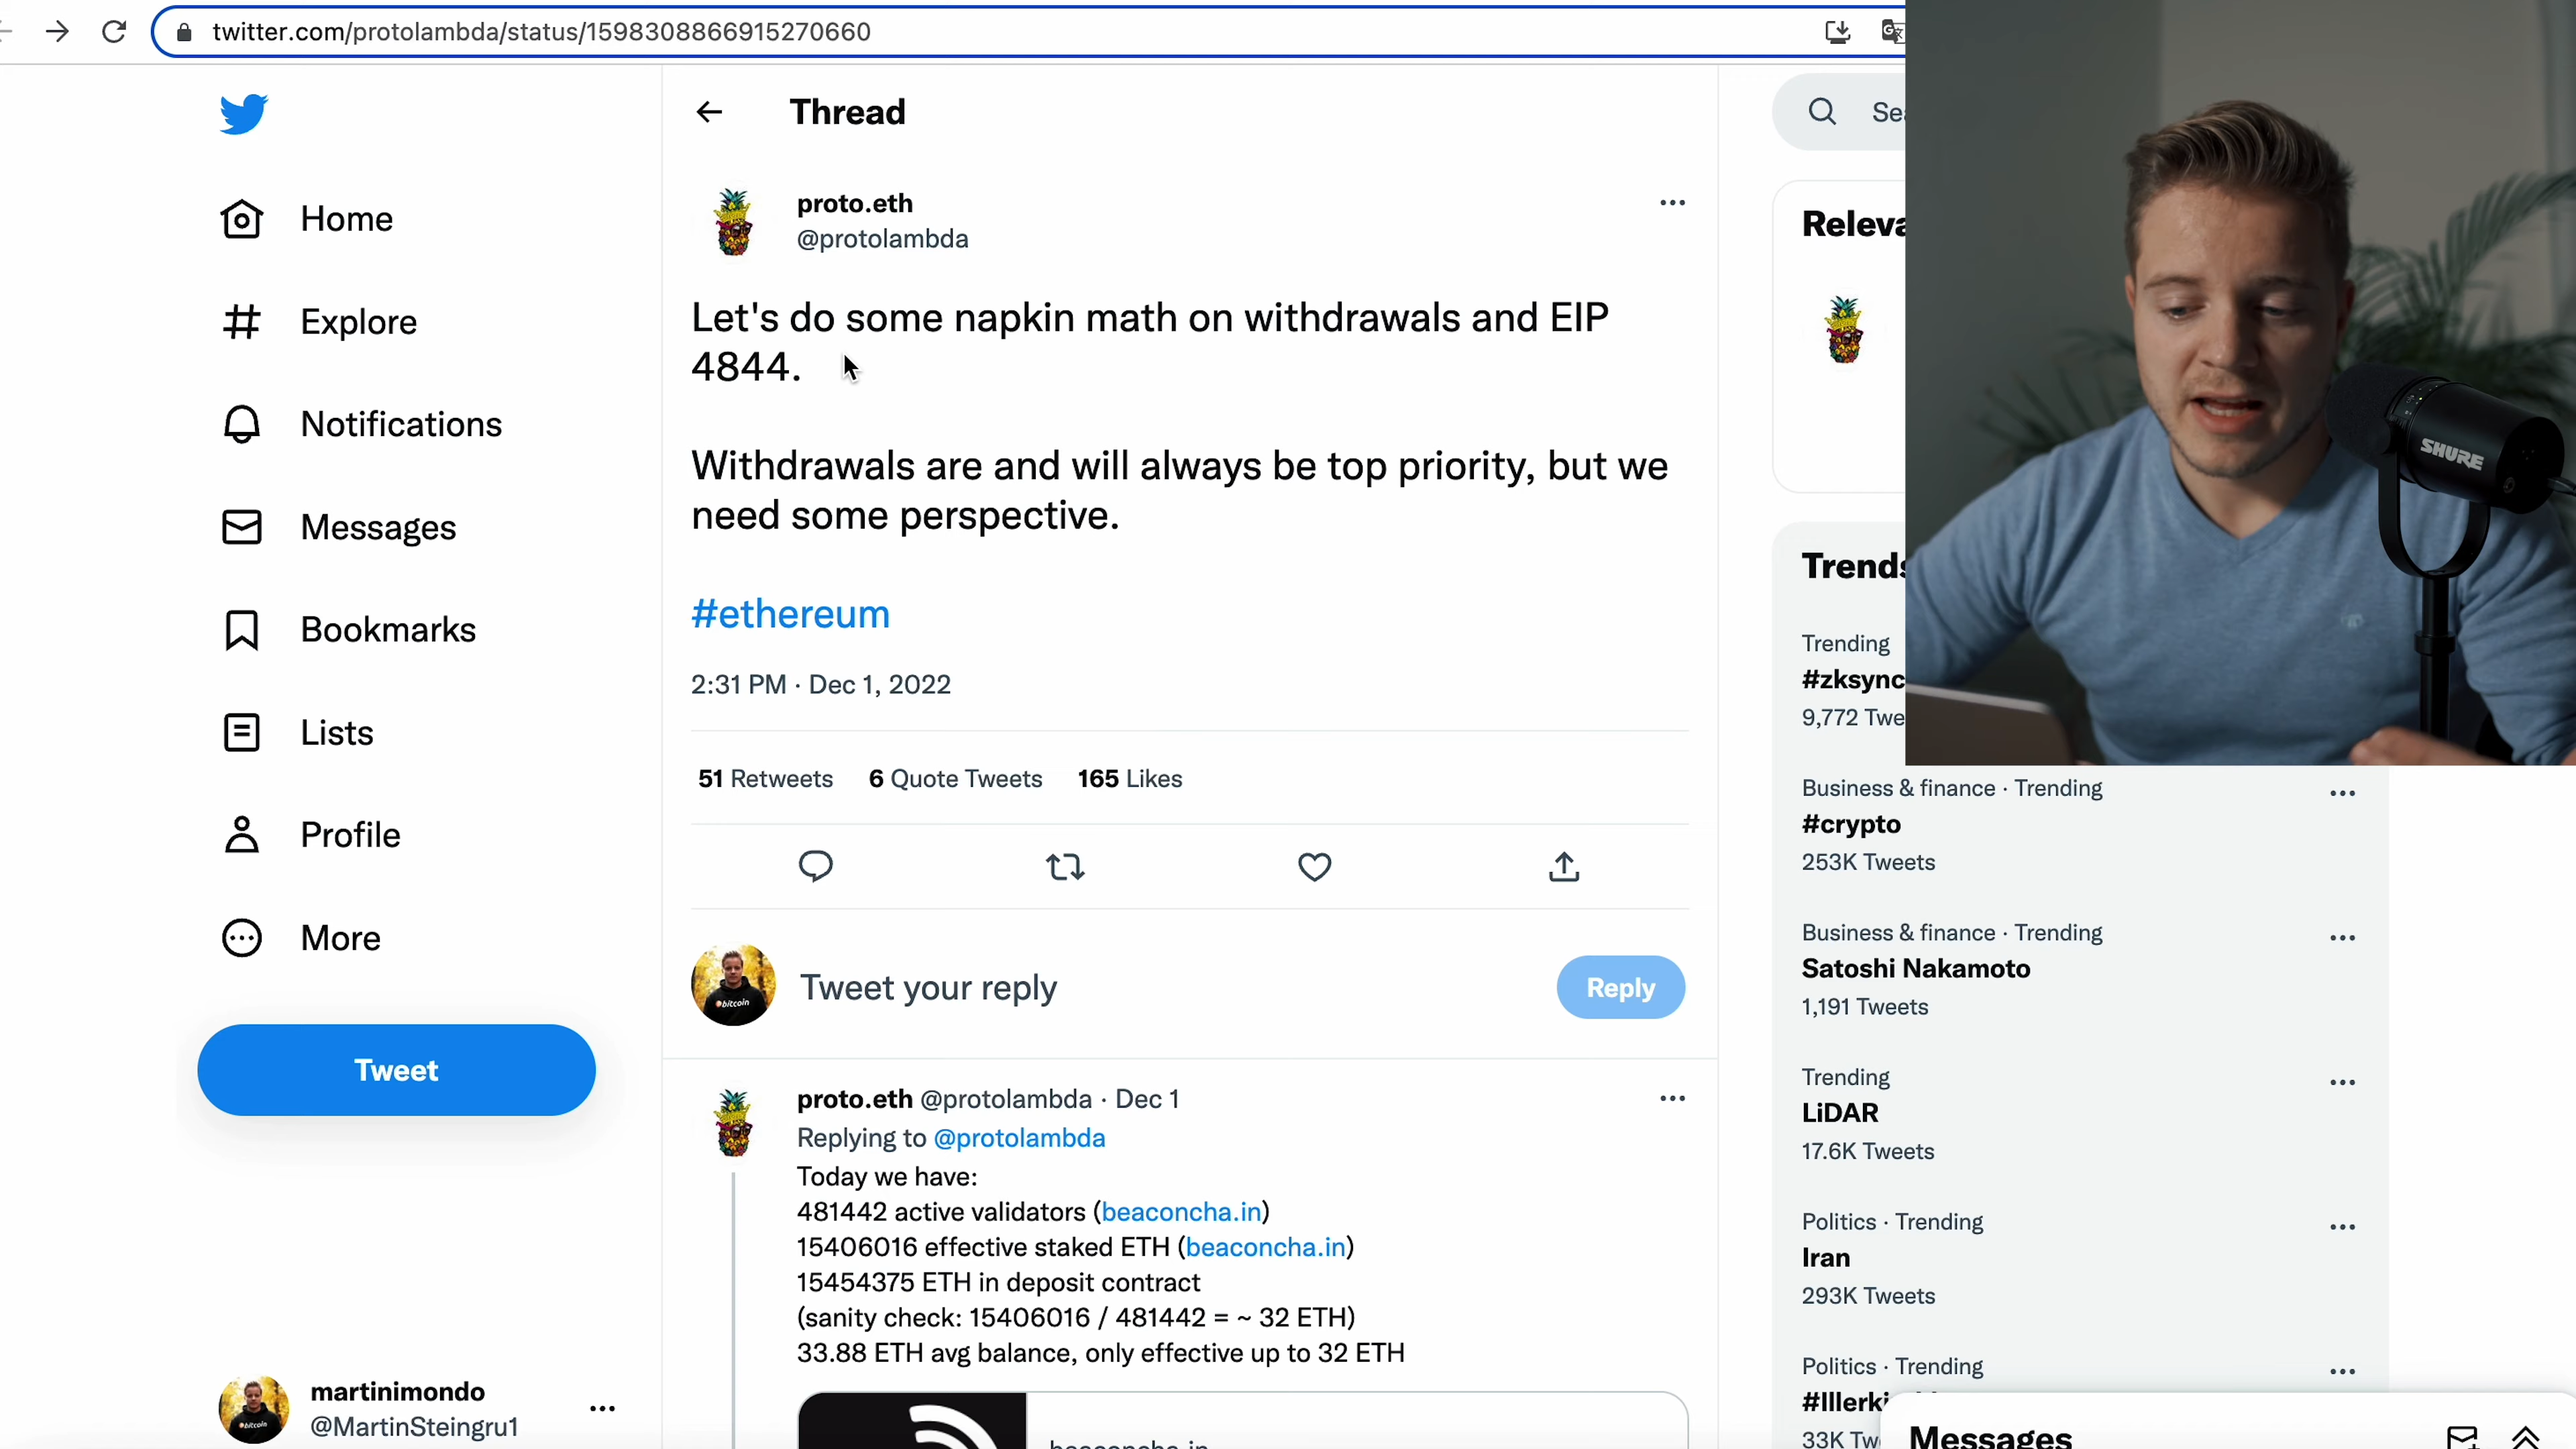 twitter.com/protolambda/status/1598308866915270660
Thread
Home
Explore
Notifications
Messages
Bookmarks
Lists
Profile
More
Tweet
martinimondo
@MartinSteingru1
proto.eth
@protolambda
Let's do some napkin math on withdrawals and EIP
4844.
Withdrawals are and will always be top priority, but we
need some perspective.
#ethereum
2:31 PM · Dec 1, 2022
51 Retweets 6 Quote Tweets 165 Likes
bitcoin
Tweet your reply
Reply
proto.eth @protolambda · Dec 1
Replying to @protolambda
Today we have:
481442 active validators (beaconcha.in)
15406016 effective staked ETH (beaconcha.in)
15454375 ETH in deposit contract
(sanity check: 15406016 / 481442 = ~ 32 ETH)
33.88 ETH avg balance, only effective up to 32 ETH
beaconcha.in
SHURE
Trending
#zksync
9,772
Business & finance · Trending
#crypto
253K Tweets
Business & finance · Trending
Satoshi Nakamoto
1,191 Tweets
Trending
LiDAR
17.6K Tweets
Politics · Trending
Iran
293K Tweets
Politics · Trending
33K
Messages